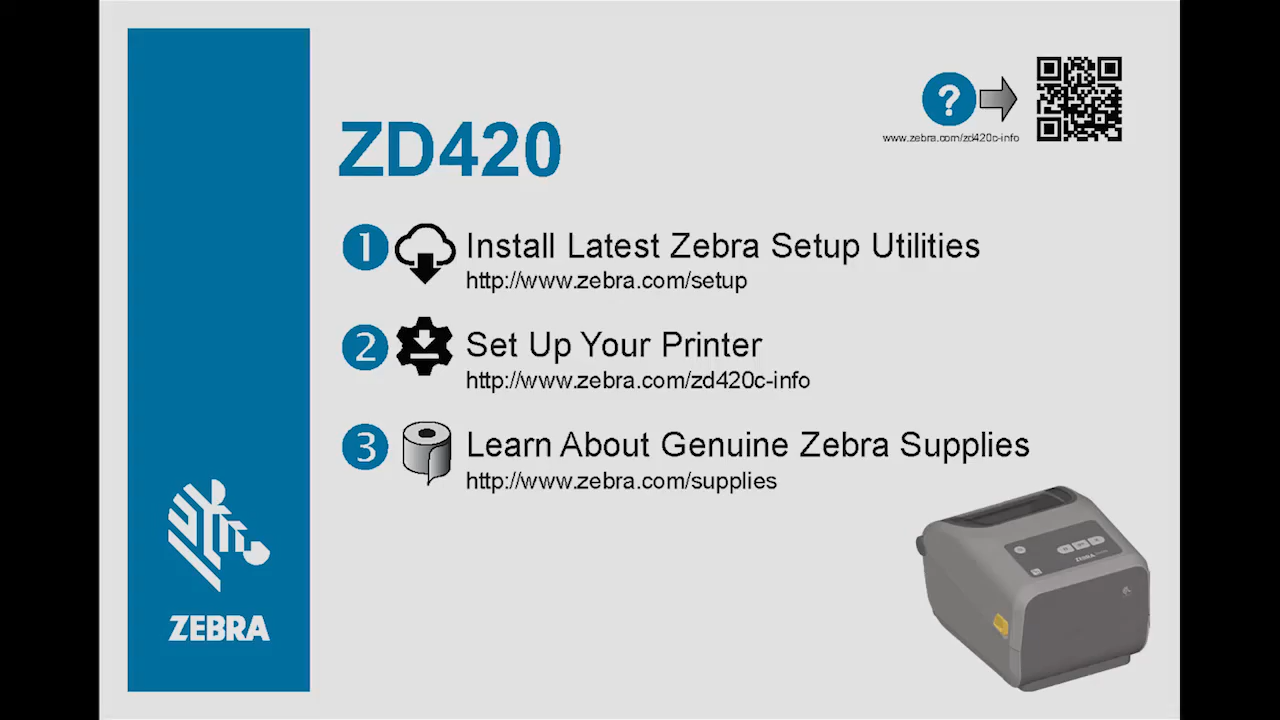 ?
www.zebra.com/zd420c-info
ZD420
1 Install Latest Zebra Setup Utilities
http://www.zebra.com/setup
2 Set Up Your Printer
http://www.zebra.com/zd420c-info
3 Learn About Genuine Zebra Supplies
http://www.zebra.com/supplies
ZEBRA
ZEBRA